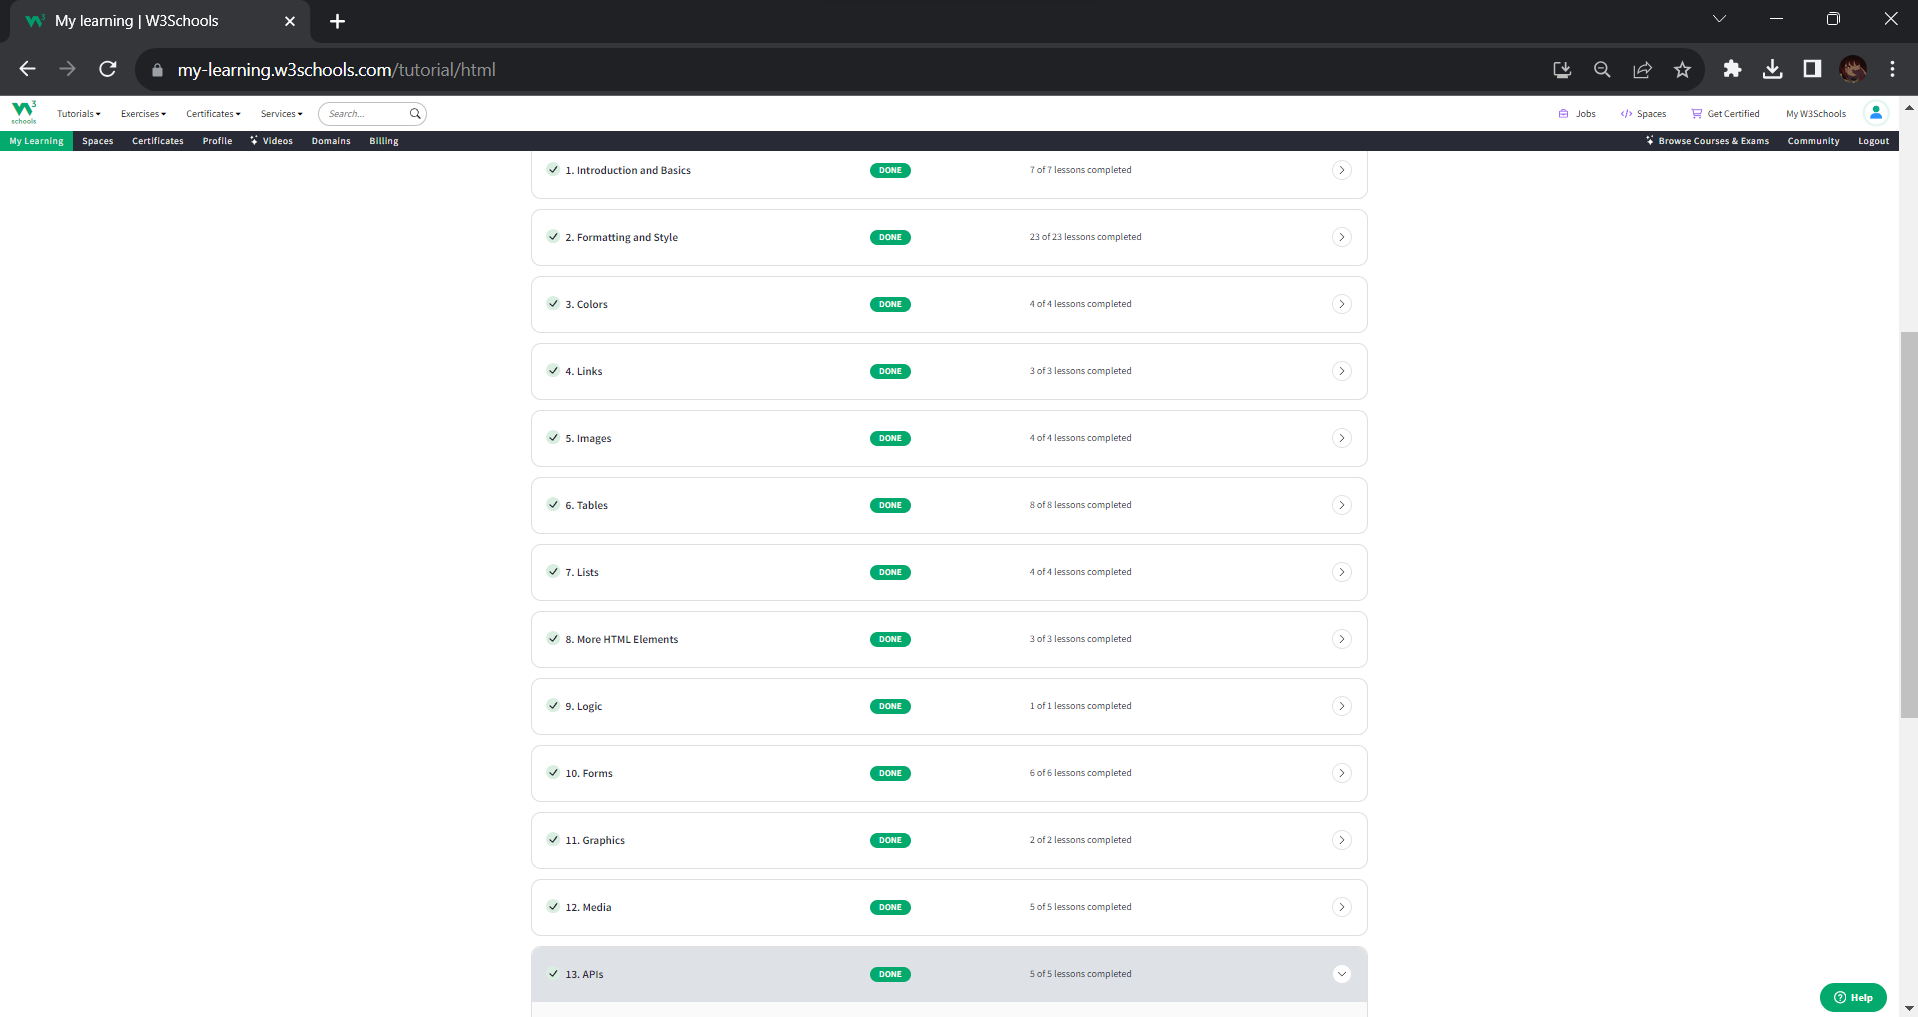 My learning | W3Schools
my-learning.w3schools.com/tutorial/html
W3 schools Tutorials Exercises Certificates Services Search... Jobs Spaces Get Certified My W3Schools
My Learning Spaces Certificates Profile Videos Domains Billing Browse Courses & Exams Community Logout
1. Introduction and Basics DONE 7 of 7 lessons completed
2. Formatting and Style DONE 23 of 23 lessons completed
3. Colors DONE 4 of 4 lessons completed
4. Links DONE 3 of 3 lessons completed
5. Images DONE 4 of 4 lessons completed
6. Tables DONE 8 of 8 lessons completed
7. Lists DONE 4 of 4 lessons completed
8. More HTML Elements DONE 3 of 3 lessons completed
9. Logic DONE 1 of 1 lessons completed
10. Forms DONE 6 of 6 lessons completed
11. Graphics DONE 2 of 2 lessons completed
12. Media DONE 5 of 5 lessons completed
13. APIs DONE 5 of 5 lessons completed
Help